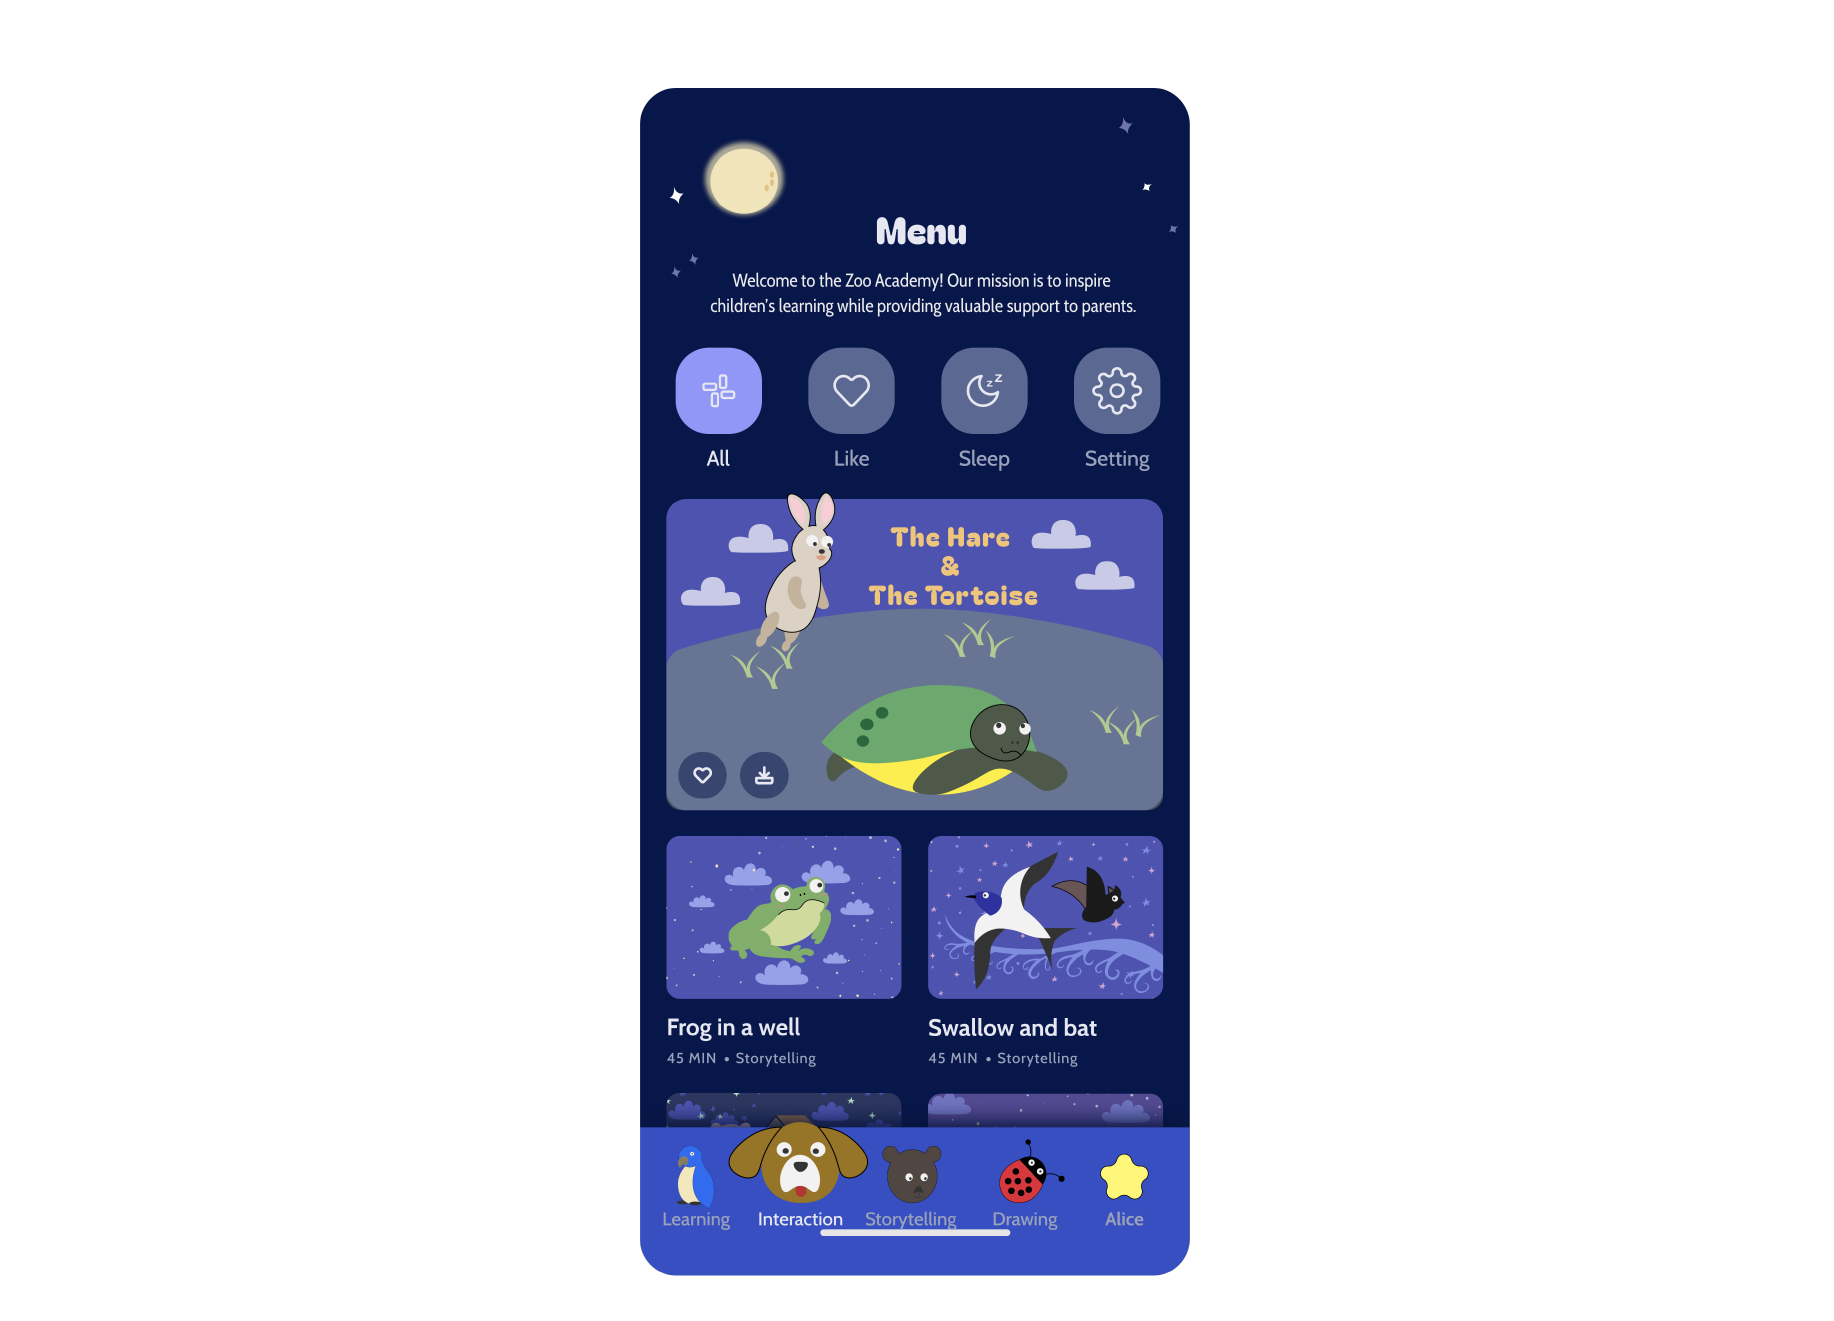 Menu
Welcome to the Zoo Academy! Our mission is to inspire
children's learning while providing valuable support to parents.
All
Like
z z
Sleep
Setting
The Hare
&
The Tortoise
Frog in a well
45 MIN • Storytelling
Swallow and bat
45 MIN • Storytelling
Learning
Interaction
Storytelling
Drawing
Alice